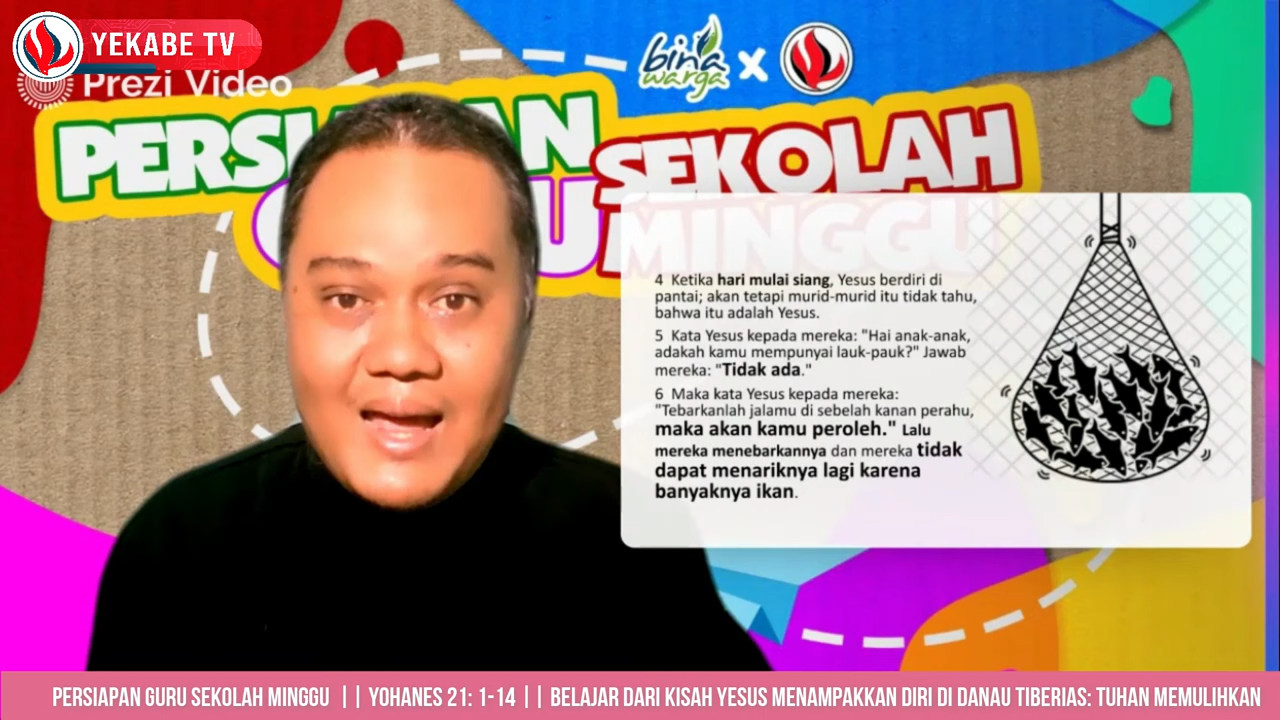 YEKABE TV
Prezi Video
bina
warga
X
PERSIAPAN
SEKOLAH
MINGGU
4 Ketika hari mulai siang, Yesus berdiri di
pantai; akan tetapi murid-murid itu tidak tahu,
bahwa itu adalah Yesus.
5 Kata Yesus kepada mereka: "Hai anak-anak,
adakah kamu mempunyai lauk-pauk?" Jawab
mereka: "Tidak ada."
6 Maka kata Yesus kepada mereka:
"Tebarkanlah jalamu di sebelah kanan perahu,
maka akan kamu peroleh." Lalu
mereka menebarkannya dan mereka tidak
dapat menariknya lagi karena
banyaknya ikan.
PERSIAPAN GURU SEKOLAH MINGGU || YOHANES 21: 1-14 || BELAJAR DARI KISAH YESUS MENAMPAKKAN DIRI DI DANAU TIBERIAS: TUHAN MEMULIHKAN